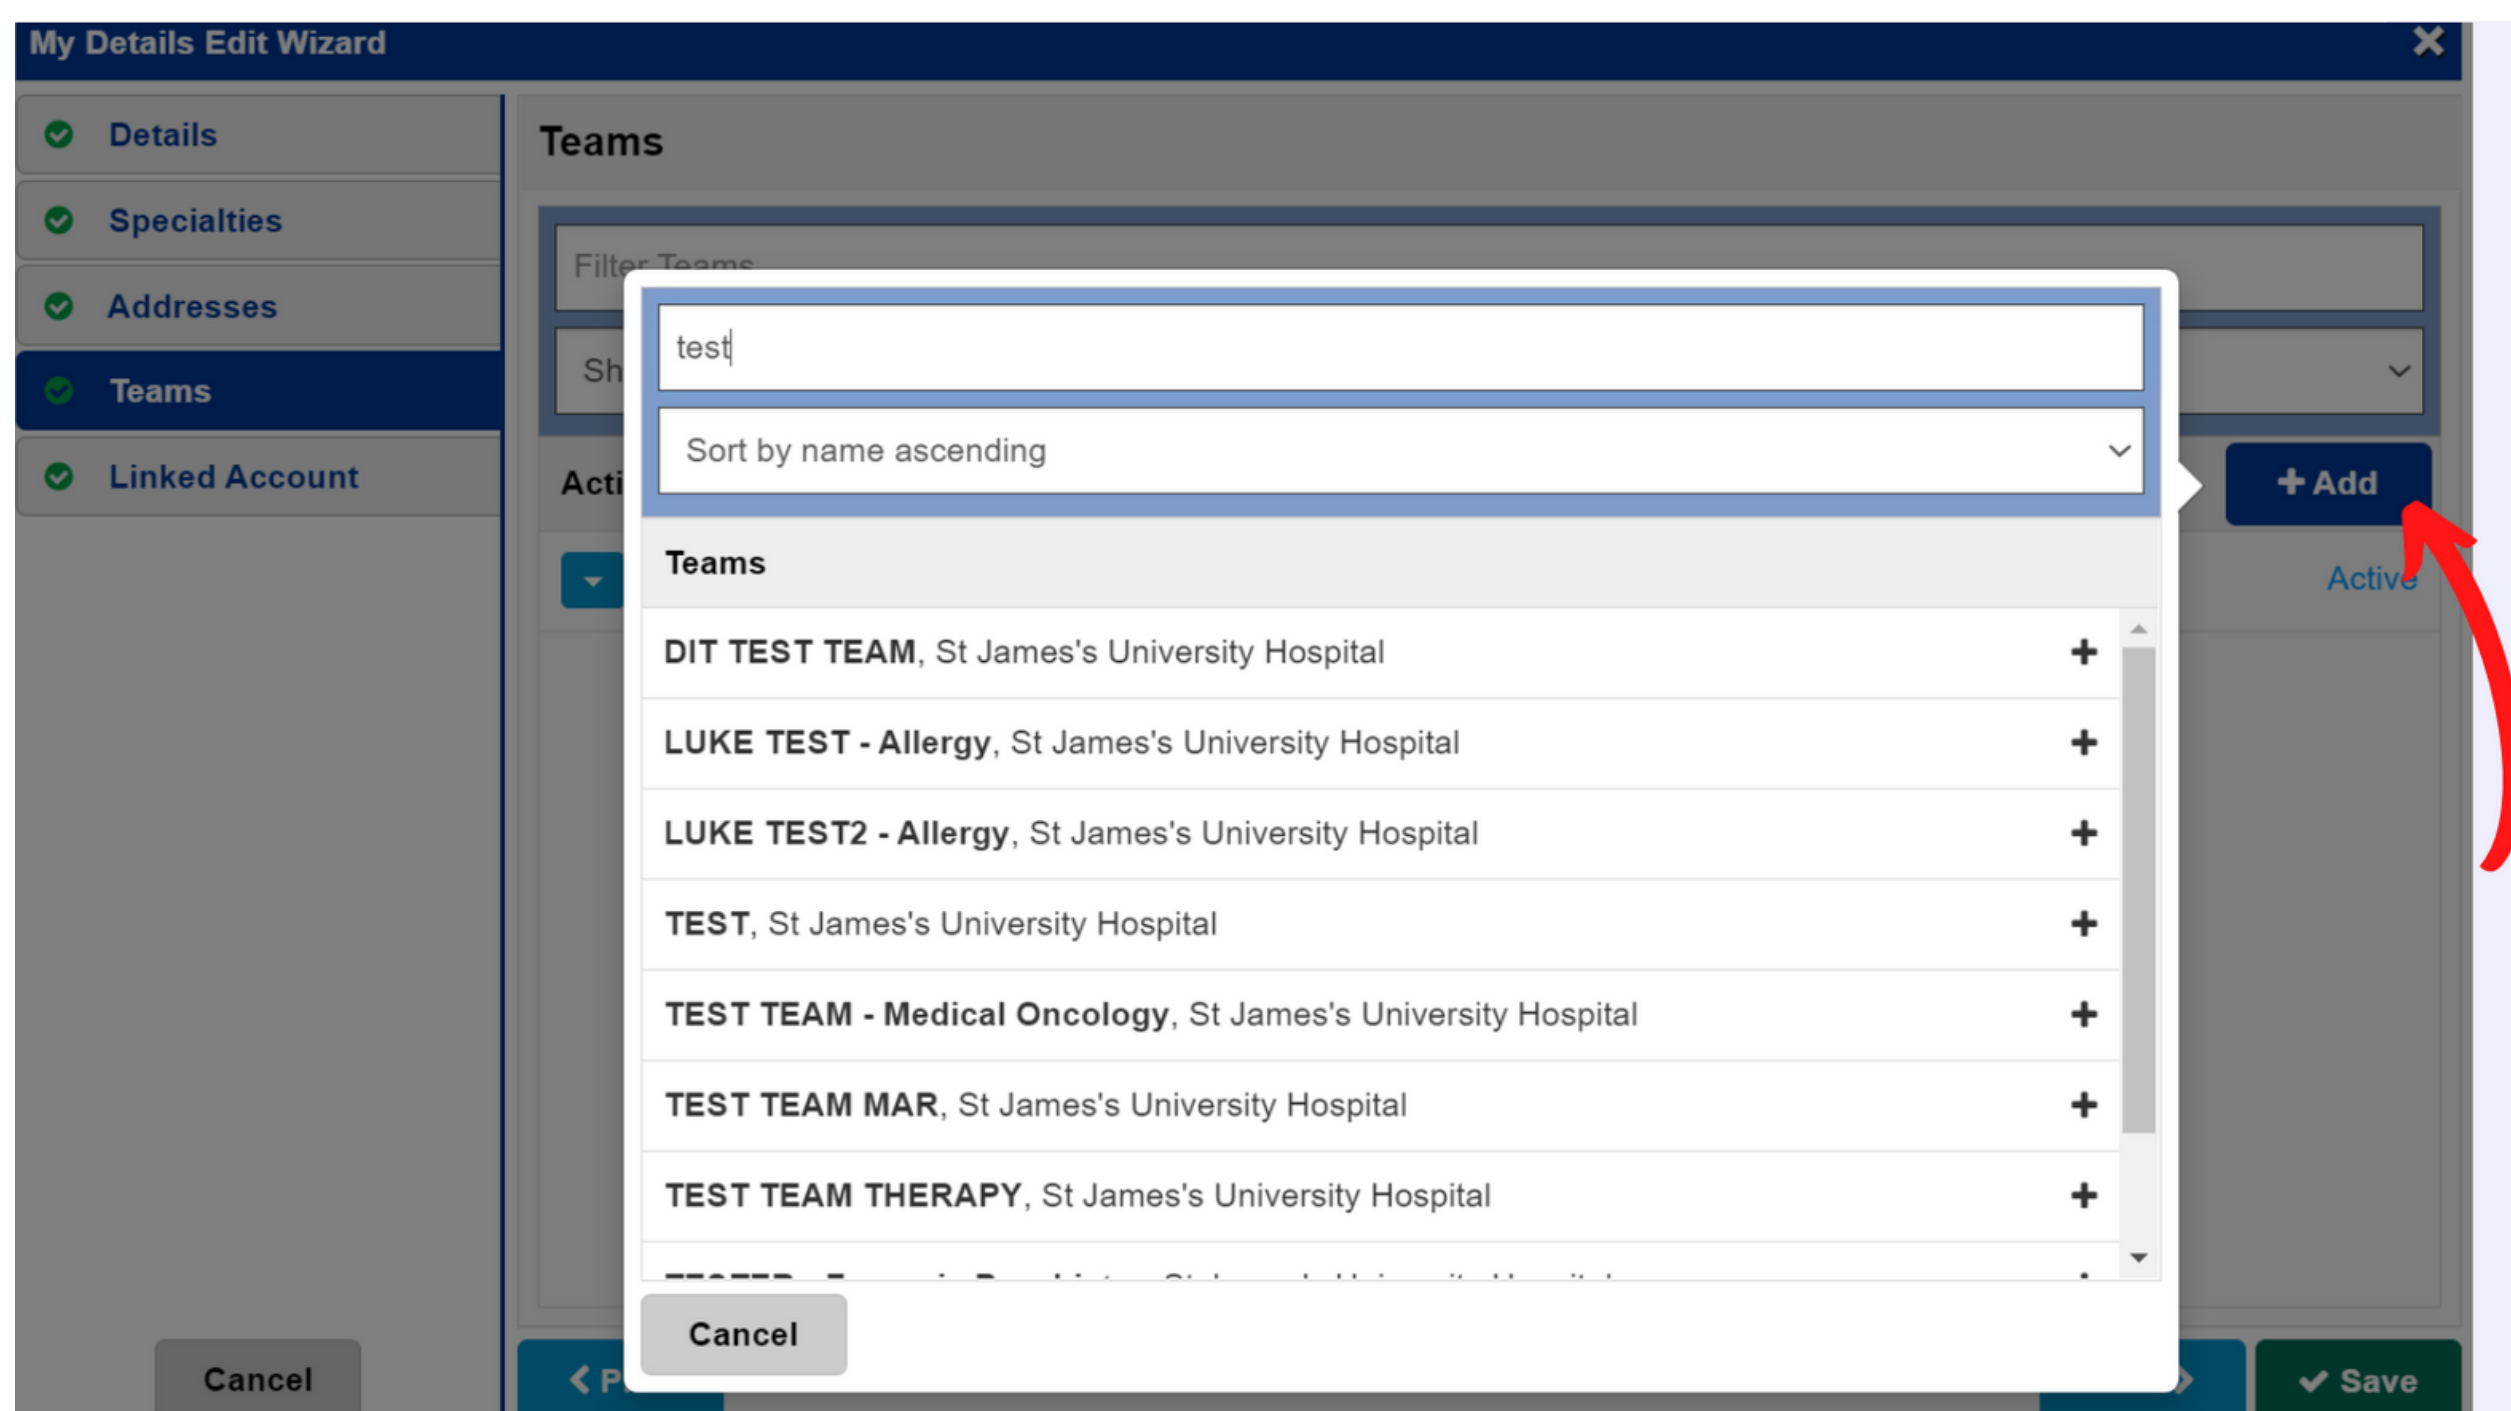 My Details Edit Wizard
Details
Specialties
Addresses
Teams
Linked Account
Cancel
Teams
Filter Teams
Sh
Acti
+ Add
Active
test
Sort by name ascending
Teams
DIT TEST TEAM, St James's University Hospital
LUKE TEST - Allergy, St James's University Hospital
LUKE TEST2 - Allergy, St James's University Hospital
TEST, St James's University Hospital
TEST TEAM - Medical Oncology, St James's University Hospital
TEST TEAM MAR, St James's University Hospital
TEST TEAM THERAPY, St James's University Hospital
Cancel
P
Save